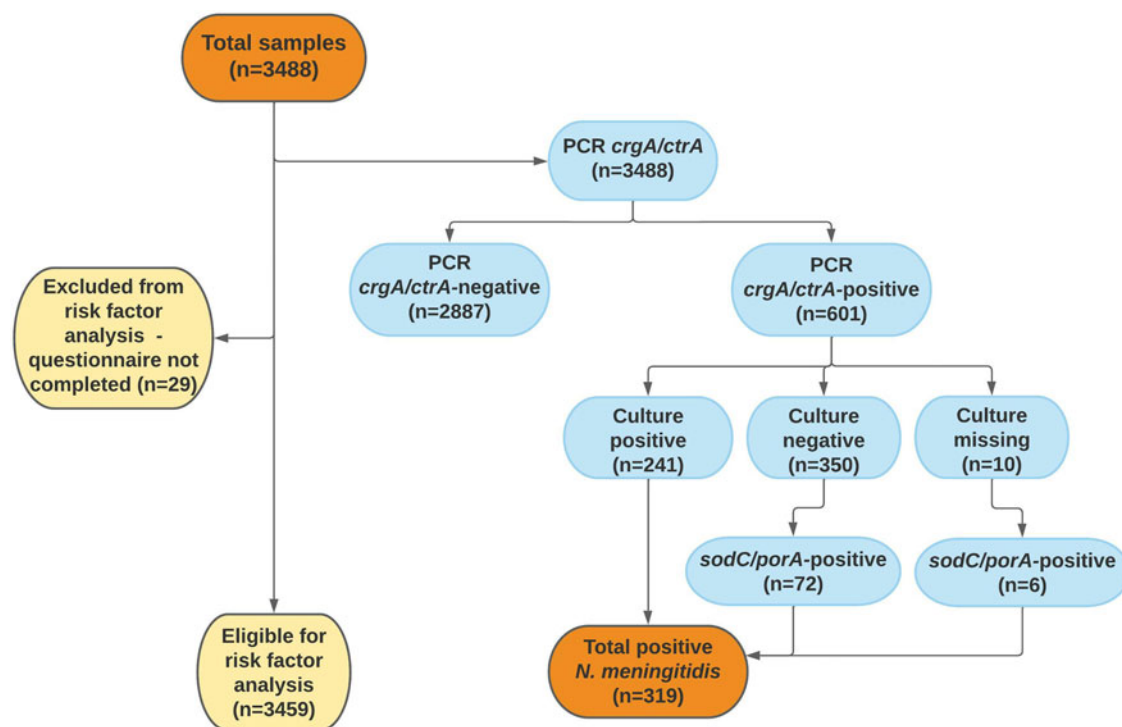 Total samples
(n=3488)
PCR crgA/ctrA
(n=3488)
PCR
crgA/ctrA-negative
(n=2887)
PCR
crgA/ctrA-positive
(n=601)
Excluded from
risk factor
analysis -
questionnaire not
completed (n=29)
Culture
positive
(n=241)
Culture
negative
(n=350)
Culture
missing
(n=10)
sodC/porA-positive
(n=72)
sodC/porA-positive
(n=6)
Eligible for
risk factor
analysis
(n=3459)
Total positive
N. meningitidis
(n=319)